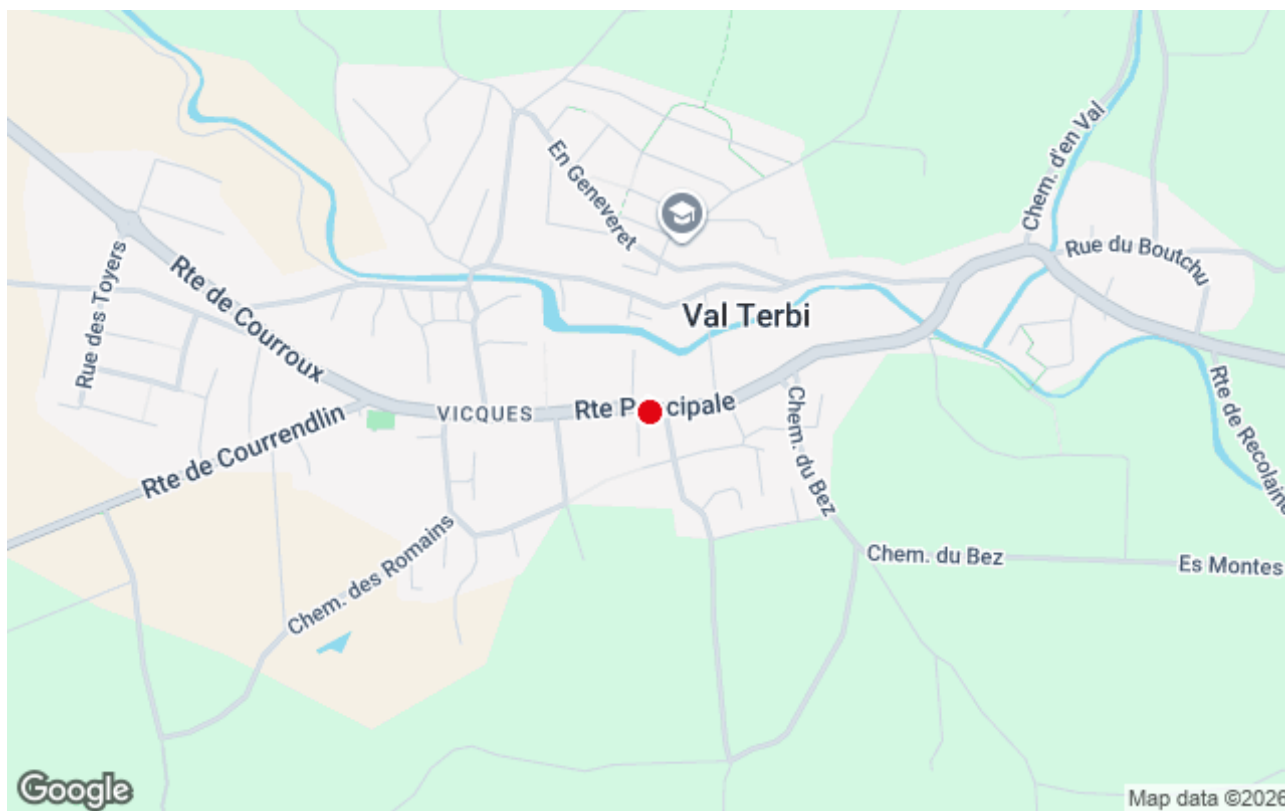 Chem. d'en Val
En Geneveret
Rue du Boutchu
Rue des Toyers
Rte de Courroux
Val Terbi
VICQUES
Rte P cipale
Rte de Courrendlin
Chem. du Bez
Rte de Recolaine
Chem. des Romains
Chem. du Bez
Es Montes
Google
Map data ©2026